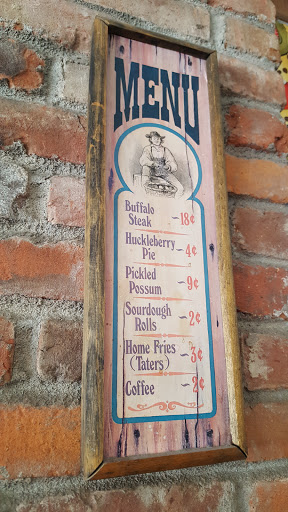 MENU
Buffalo
Steak ~18¢
Huckleberry
Pie ~4¢
Pickled
Possum ~9¢
Sourdough
Rolls ~2¢
Home Fries
(Taters) ~3¢
Coffee ~2¢